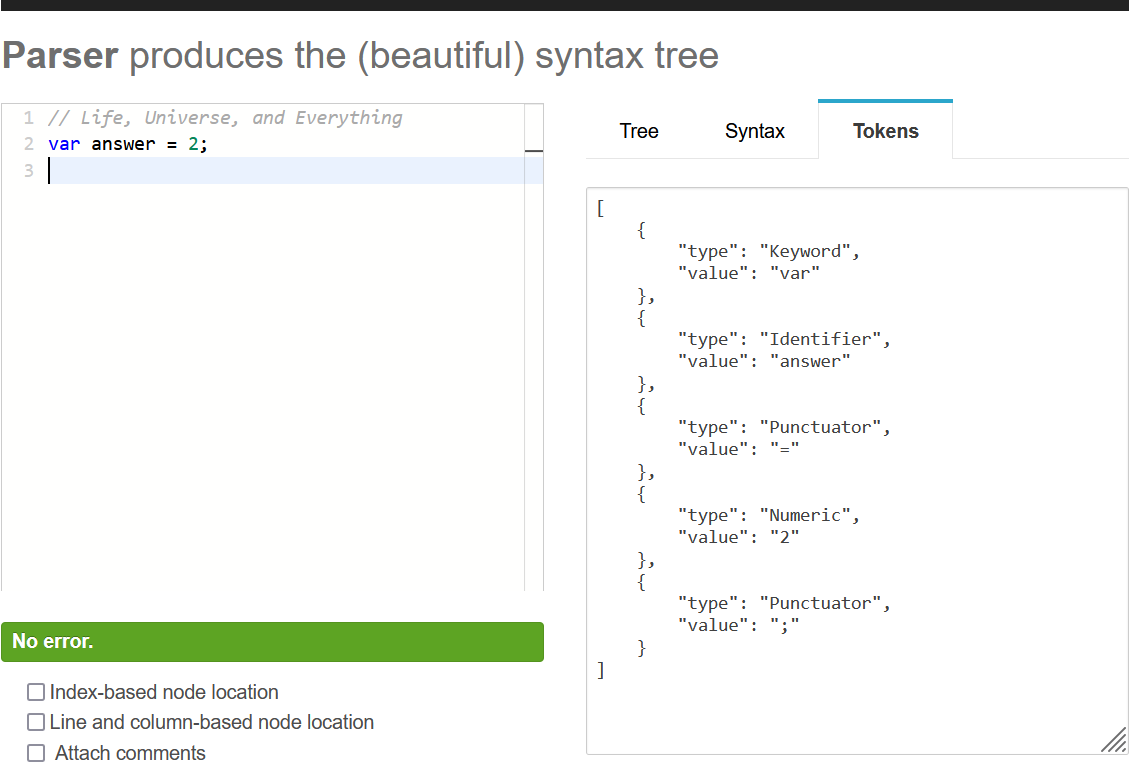 Parser produces the (beautiful) syntax tree
1 // Life, Universe, and Everything
2 var answer = 2;
3
No error.
Index-based node location
Line and column-based node location
Attach comments
Tree Syntax Tokens
[
    {
        "type": "Keyword",
        "value": "var"
    },
    {
        "type": "Identifier",
        "value": "answer"
    },
    {
        "type": "Punctuator",
        "value": "="
    },
    {
        "type": "Numeric",
        "value": "2"
    },
    {
        "type": "Punctuator",
        "value": ";"
    }
]